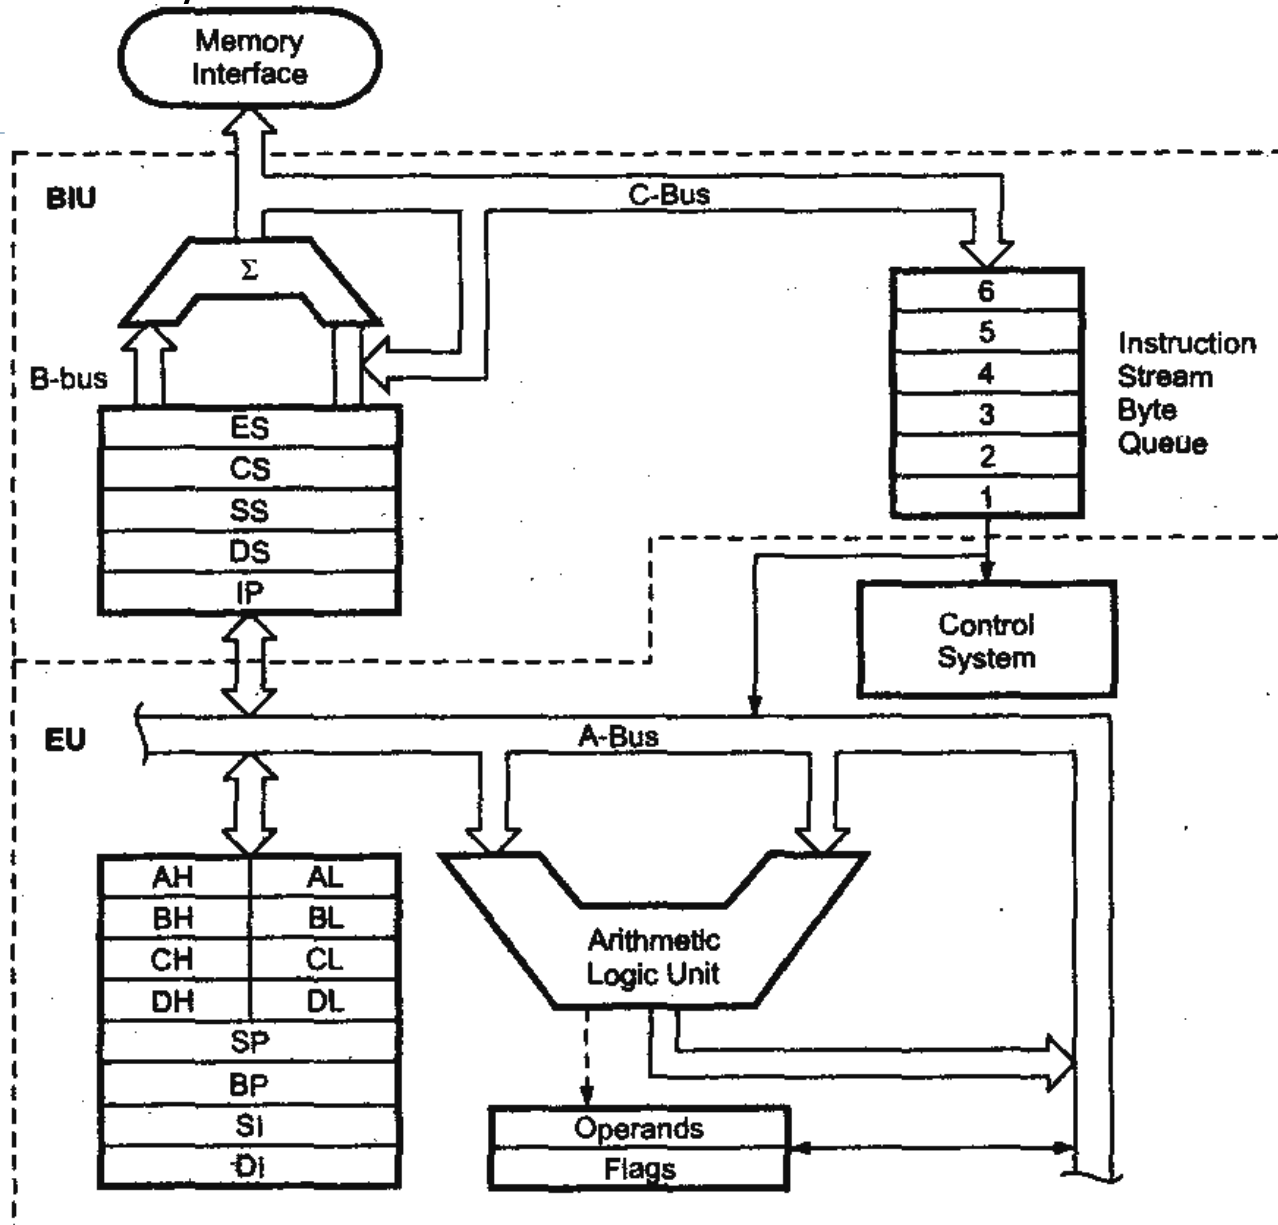 Memory
Interface
BIU
C-Bus
Σ
B-bus
ES
CS
SS
DS
IP
6
5
4
3
2
1
Instruction
Stream
Byte
Queue
Control
System
EU
A-Bus
AH AL
BH BL
CH CL
DH DL
SP
BP
SI
DI
Arithmetic
Logic Unit
Operands
Flags